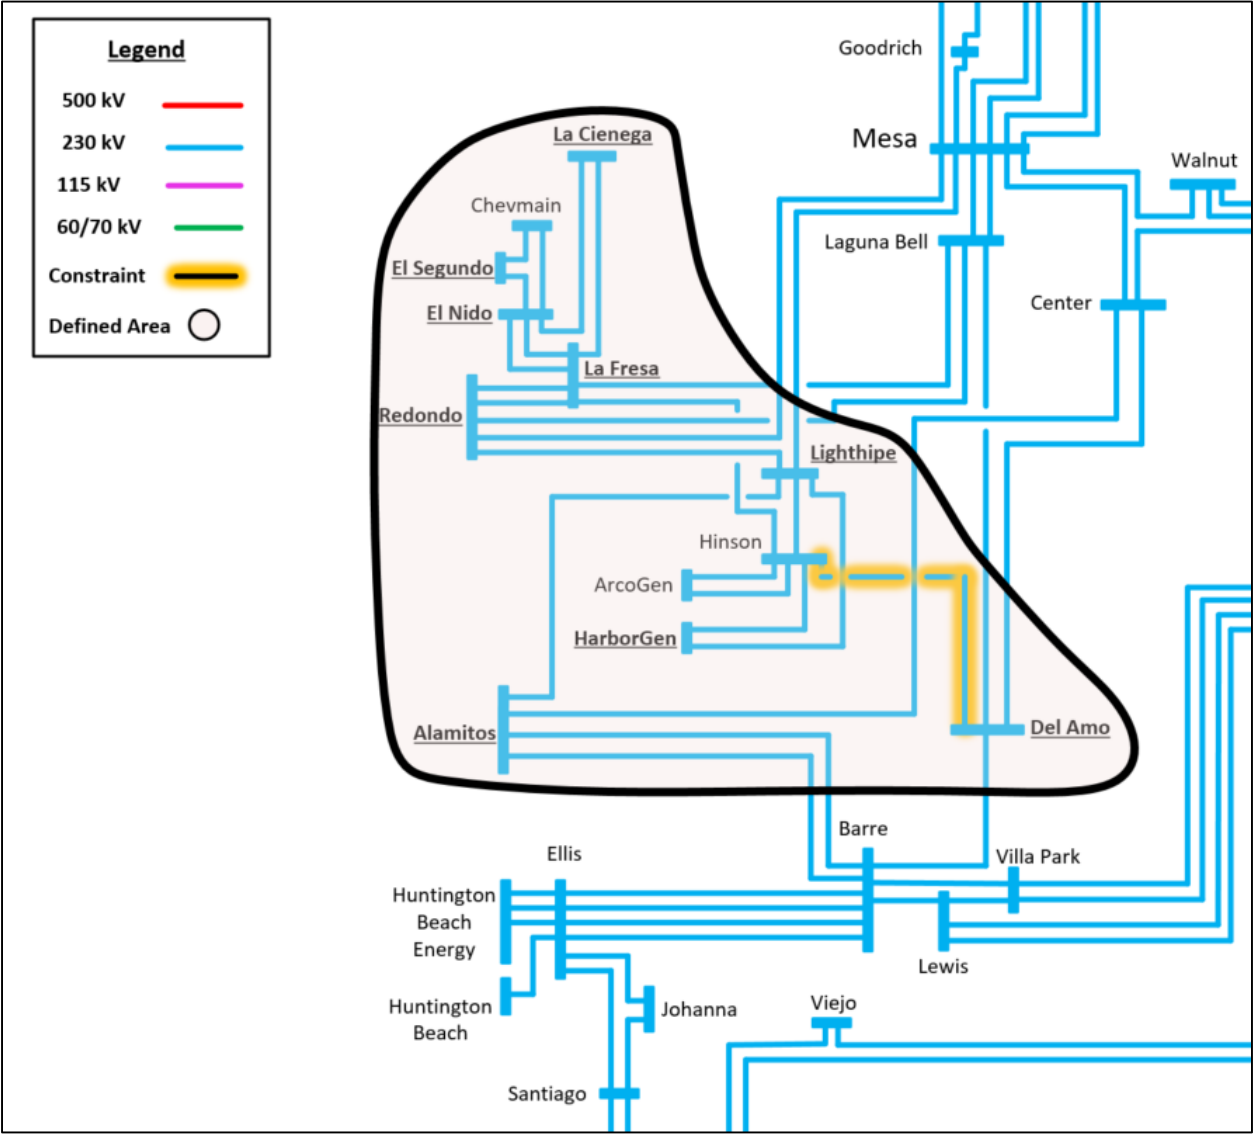 Legend
500 kV
230 kV
115 kV
60/70 kV
Constraint
Defined Area
Goodrich
Mesa
Walnut
Laguna Bell
Center
La Cienega
Chevmain
El Segundo
El Nido
La Fresa
Redondo
Lighthipe
Hinson
ArcoGen
HarborGen
Alamitos
Del Amo
Barre
Villa Park
Ellis
Huntington
Beach
Energy
Lewis
Huntington
Beach
Johanna
Viejo
Santiago